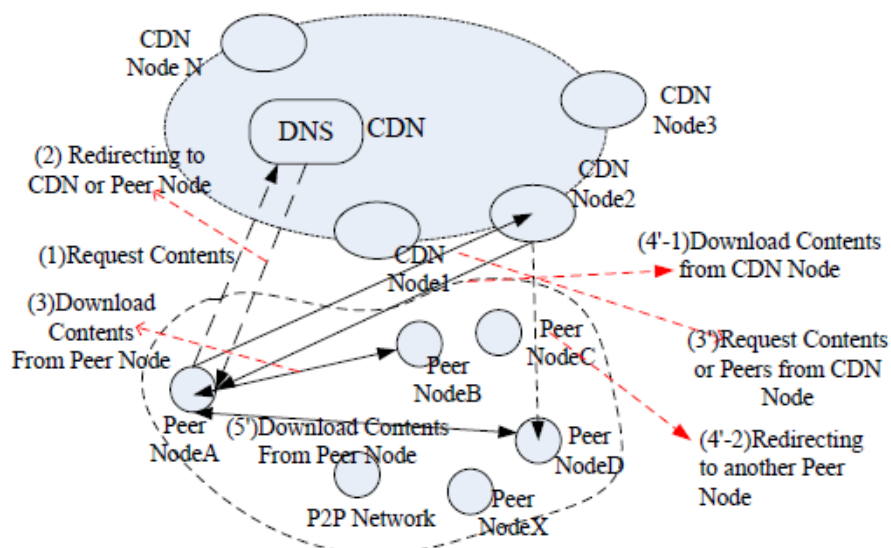 CDN
Node N
CDN
Node3
DNS
CDN
(2) Redirecting to
CDN or Peer Node
CDN
Node2
(1)Request Contents
CDN
Node1
(4'-1)Download Contents
from CDN Node
(3)Download
Contents
From Peer Node
Peer
NodeB
Peer
NodeC
(3')Request Contents
or Peers from CDN
Node
Peer
NodeA
(5')Download Contents
From Peer Node
Peer
NodeD
(4'-2)Redirecting
to another Peer
Node
P2P Network
Peer
NodeX